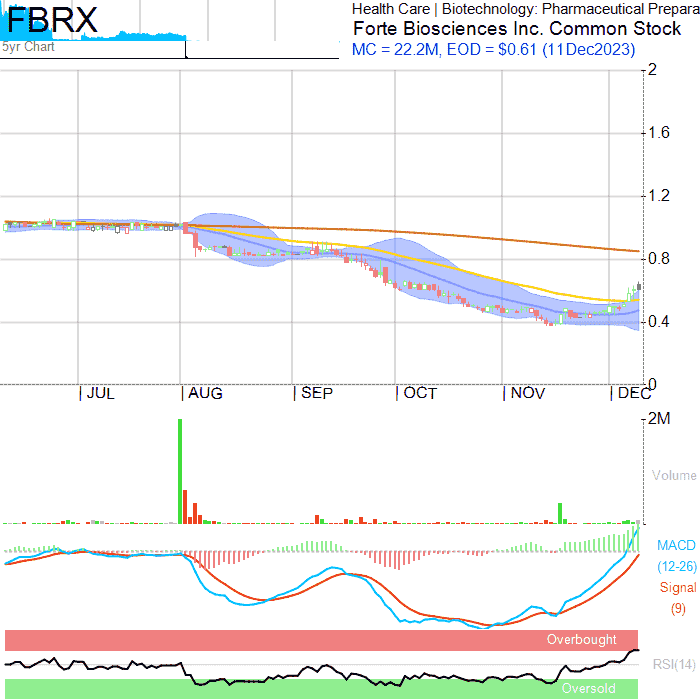 FBRX
5yr Chart
Health Care | Biotechnology: Pharmaceutical Prepara
Forte Biosciences Inc. Common Stock
MC = 22.2M, EOD = $0.61 (11Dec2023)
2
1.6
1.2
0.8
0.4
0
JUL AUG SEP OCT NOV DEC
2M
Volume
MACD
(12-26)
Signal
(9)
Overbought
RSI(14)
Oversold